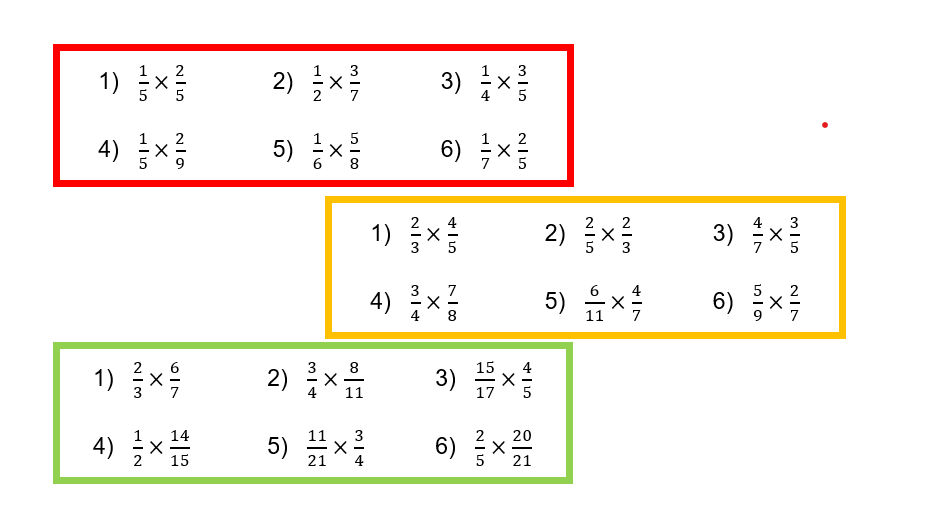 1) 1/5 × 2/5 2) 1/2 × 3/7 3) 1/4 × 3/5
4) 1/5 × 2/9 5) 1/6 × 5/8 6) 1/7 × 2/5
1) 2/3 × 4/5 2) 2/5 × 2/3 3) 4/7 × 3/5
4) 3/4 × 7/8 5) 6/11 × 4/7 6) 5/9 × 2/7
1) 2/3 × 6/7 2) 3/4 × 8/11 3) 15/17 × 4/5
4) 1/2 × 14/15 5) 11/21 × 3/4 6) 2/5 × 20/21